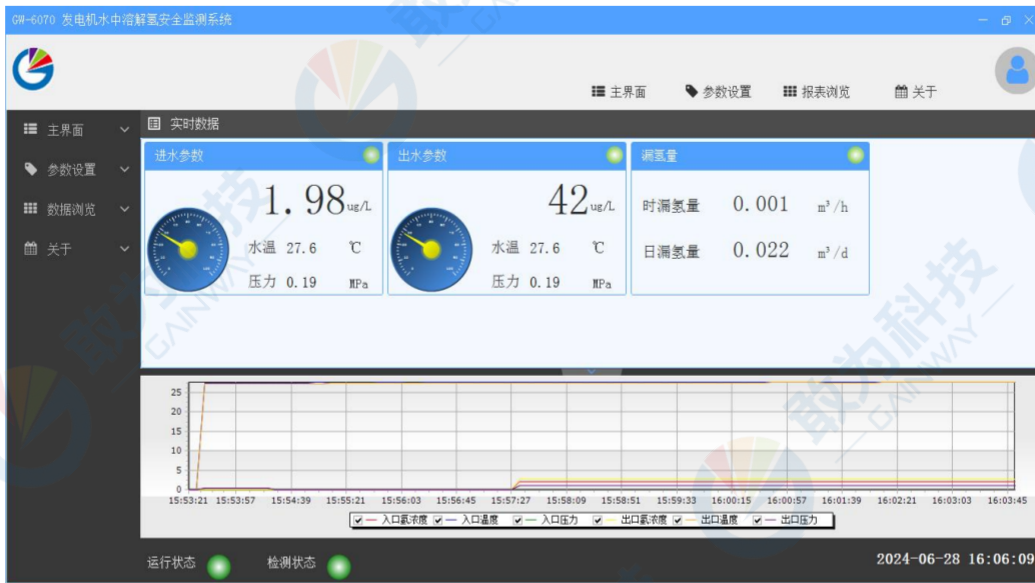 GW-6070 发电机水中溶解氢安全监测系统
主界面 参数设置 报表浏览 关于
主界面
参数设置
数据浏览
关于
实时数据
进水参数
1.98 ug/L
水温 27.6 ℃
压力 0.19 MPa
出水参数
42 ug/L
水温 27.6 ℃
压力 0.19 MPa
漏氢量
时漏氢量 0.001 m³/h
日漏氢量 0.022 m³/d
25
20
15
10
5
0
15:53:21 15:53:57 15:54:39 15:55:21 15:56:03 15:56:45 15:57:27 15:58:09 15:58:51 15:59:33 16:00:15 16:00:57 16:01:39 16:02:21 16:03:03 16:03:45
入口氢浓度 入口温度 入口压力 出口氢浓度 出口温度 出口压力
运行状态 检测状态 2024-06-28 16:06:09
敢为科技
GAINWAY